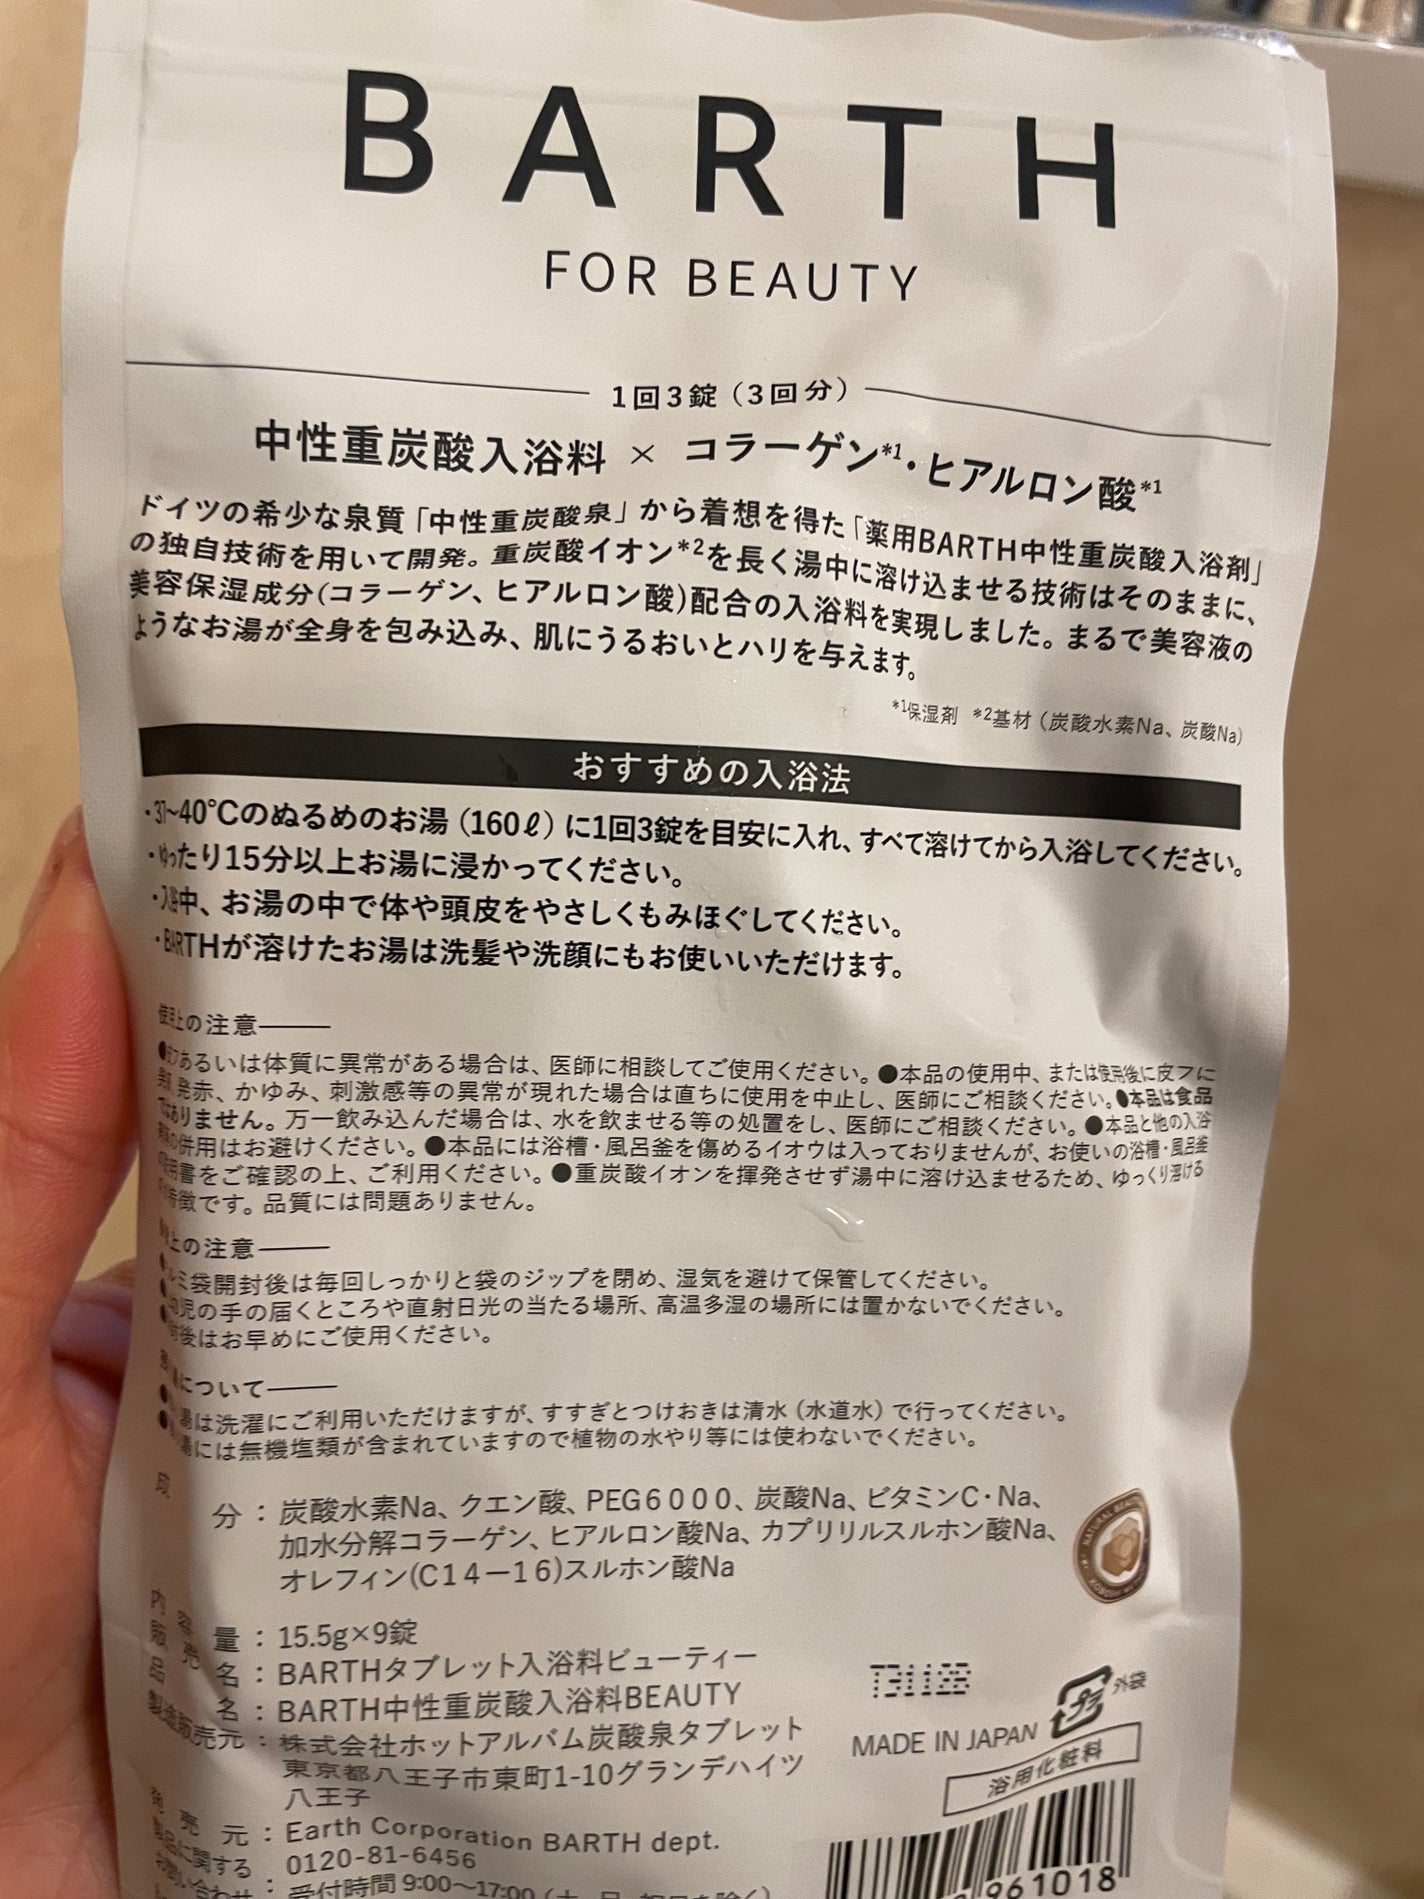 BARTH
FOR BEAUTY
1回3錠（3回分）
中性重炭酸入浴料 × コラーゲン*1・ヒアルロン酸*1
ドイツの希少な泉質「中性重炭酸泉」から着想を得た「薬用BARTH中性重炭酸入浴剤」
の独自技術を用いて開発。重炭酸イオン*2を長く湯中に溶け込ませる技術はそのままに、
美容保湿成分(コラーゲン、ヒアルロン酸)配合の入浴料を実現しました。まるで美容液の
ようなお湯が全身を包み込み、肌にうるおいとハリを与えます。
*1保湿剤 *2基材（炭酸水素Na、炭酸Na）
おすすめの入浴法
・37~40℃のぬるめのお湯（160ℓ）に1回3錠を目安に入れ、すべて溶けてから入浴してください。
・ゆったり15分以上お湯に浸かってください。
・入浴中、お湯の中で体や頭皮をやさしくもみほぐしてください。
・BARTHが溶けたお湯は洗髪や洗顔にもお使いいただけます。
使用上の注意
●皮フあるいは体質に異常がある場合は、医師に相談してご使用ください。●本品の使用中、または使用後に皮フに
発疹、発赤、かゆみ、刺激感等の異常が現れた場合は直ちに使用を中止し、医師にご相談ください。●本品は食品
ではありません。万一飲み込んだ場合は、水を飲ませる等の処置をし、医師にご相談ください。●本品と他の入浴
の併用はお避けください。●本品には浴槽・風呂釜を傷めるイオウは入っておりませんが、お使いの浴槽・風呂釜
説明書をご確認の上、ご利用ください。●重炭酸イオンを揮発させず湯中に溶け込ませるため、ゆっくり溶ける
特徴です。品質には問題ありません。
上の注意
ルミ袋開封後は毎回しっかりと袋のジップを閉め、湿気を避けて保管してください。
幼児の手の届くところや直射日光の当たる場所、高温多湿の場所には置かないでください。
封後はお早めにご使用ください。
湯について
湯は洗濯にご利用いただけますが、すすぎとつけおきは清水（水道水）で行ってください。
湯には無機塩類が含まれていますので植物の水やり等には使わないでください。
成分：炭酸水素Na、クエン酸、PEG6000、炭酸Na、ビタミンC・Na、
加水分解コラーゲン、ヒアルロン酸Na、カプリリルスルホン酸Na、
オレフィン(C14－16)スルホン酸Na
内容量：15.5g×9錠
販売名：BARTHタブレット入浴料ビューティー
品名：BARTH中性重炭酸入浴料BEAUTY
製造販売元：株式会社ホットアルバム炭酸泉タブレット
東京都八王子市東町1-10グランデハイツ
八王子
発売元：Earth Corporation BARTH dept.
製品に関する
お問い合わせ：0120-81-6456
受付時間 9:00～17:00（土、日、祝日を除く）
外袋
MADE IN JAPAN
浴用化粧料
961018